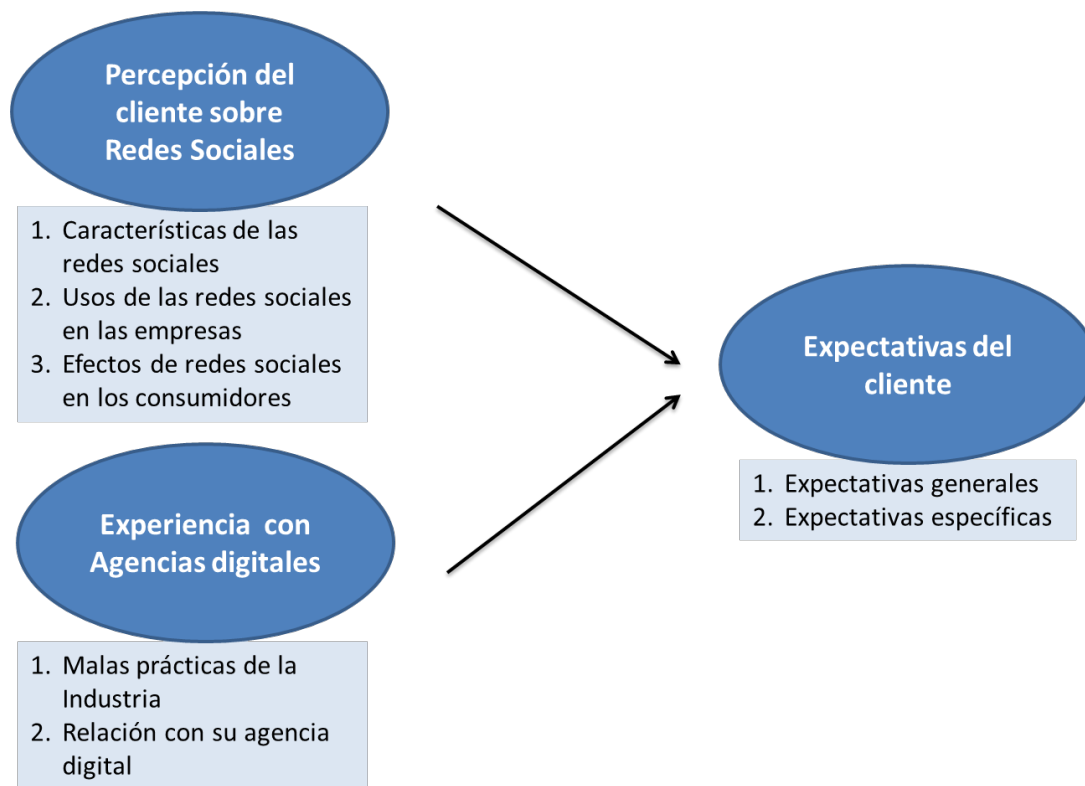 Percepción del
cliente sobre
Redes Sociales
1. Características de las
redes sociales
2. Usos de las redes sociales
en las empresas
3. Efectos de redes sociales
en los consumidores
Experiencia con
Agencias digitales
1. Malas prácticas de la
Industria
2. Relación con su agencia
digital
Expectativas del
cliente
1. Expectativas generales
2. Expectativas específicas